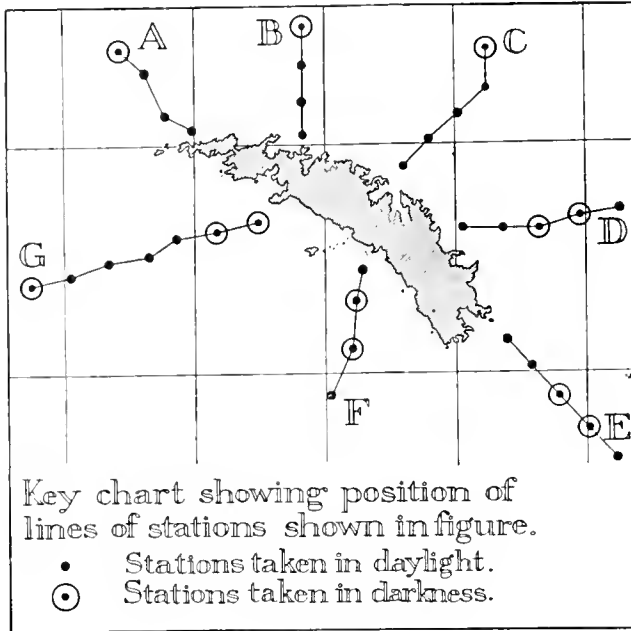 A
B
C
G
D
F
E
Key chart showing position of
lines of stations shown in figure.
Stations taken in daylight.
Stations taken in darkness.